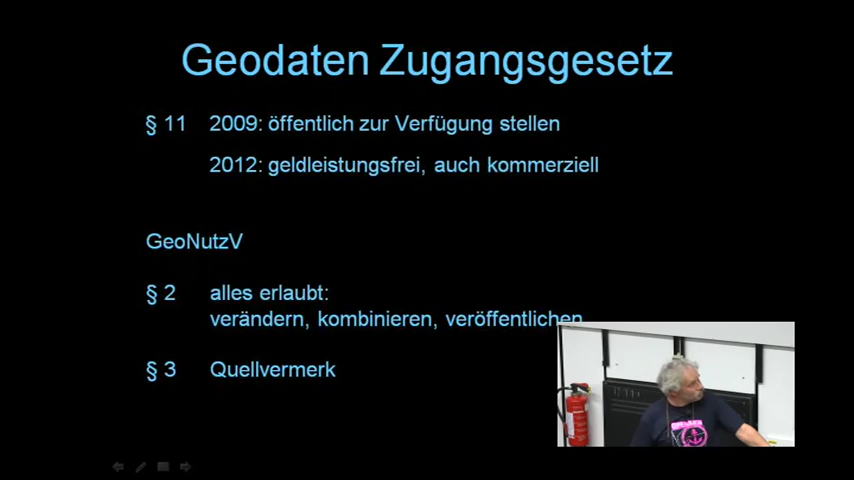 Geodaten Zugangsgesetz
§ 11 2009: öffentlich zur Verfügung stellen
2012: geldleistungsfrei, auch kommerziell
GeoNutzV
§ 2 alles erlaubt:
verändern, kombinieren, veröffentlichen
§ 3 Quellvermerk